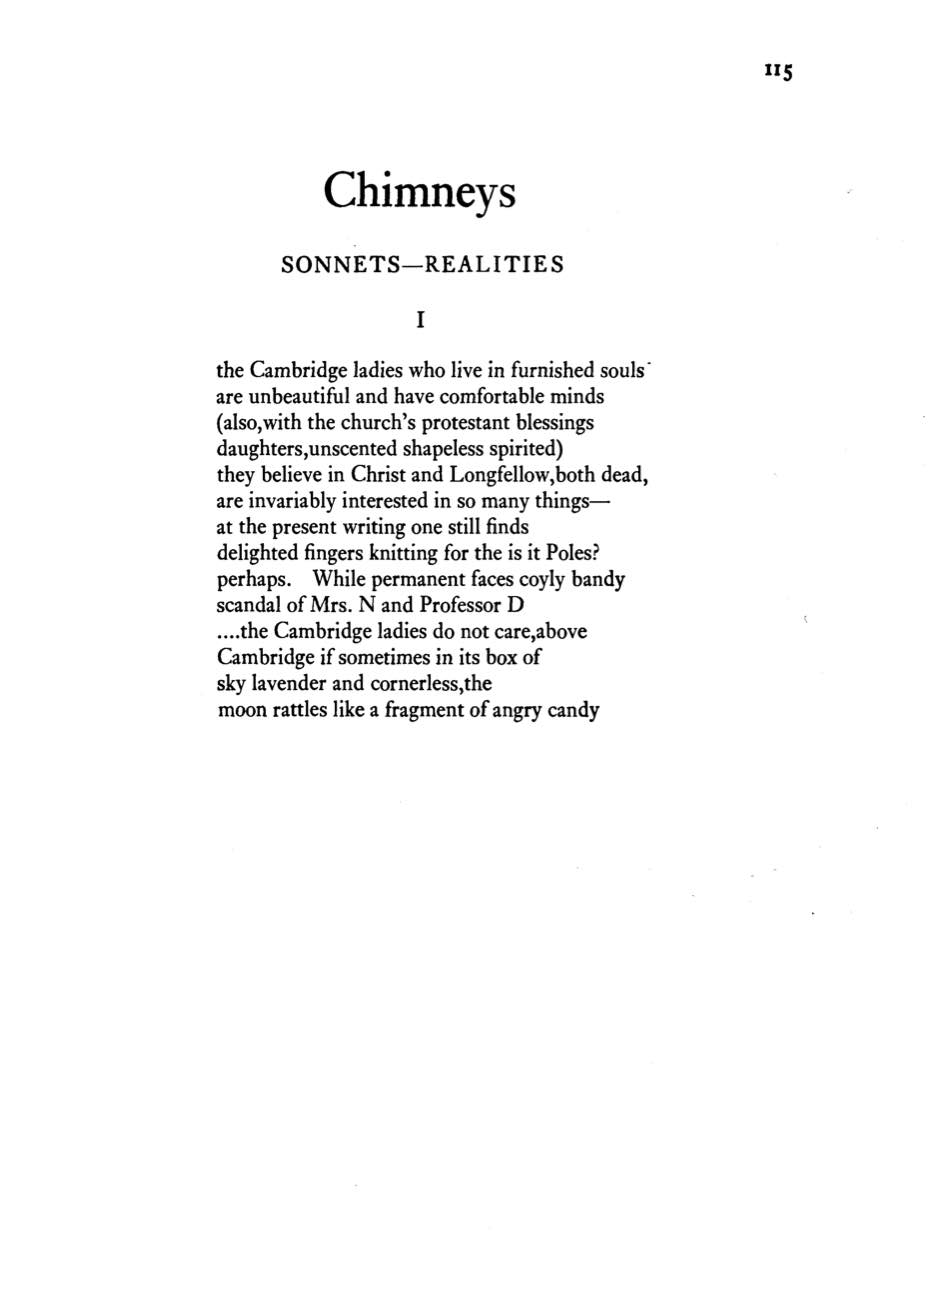 115
Chimneys
SONNETS—REALITIES
I
the Cambridge ladies who live in furnished souls
are unbeautiful and have comfortable minds
(also,with the church's protestant blessings
daughters,unscented shapeless spirited)
they believe in Christ and Longfellow,both dead,
are invariably interested in so many things—
at the present writing one still finds
delighted fingers knitting for the is it Poles?
perhaps.   While permanent faces coyly bandy
scandal of Mrs. N and Professor D
....the Cambridge ladies do not care,above
Cambridge if sometimes in its box of
sky lavender and cornerless,the
moon rattles like a fragment of angry candy